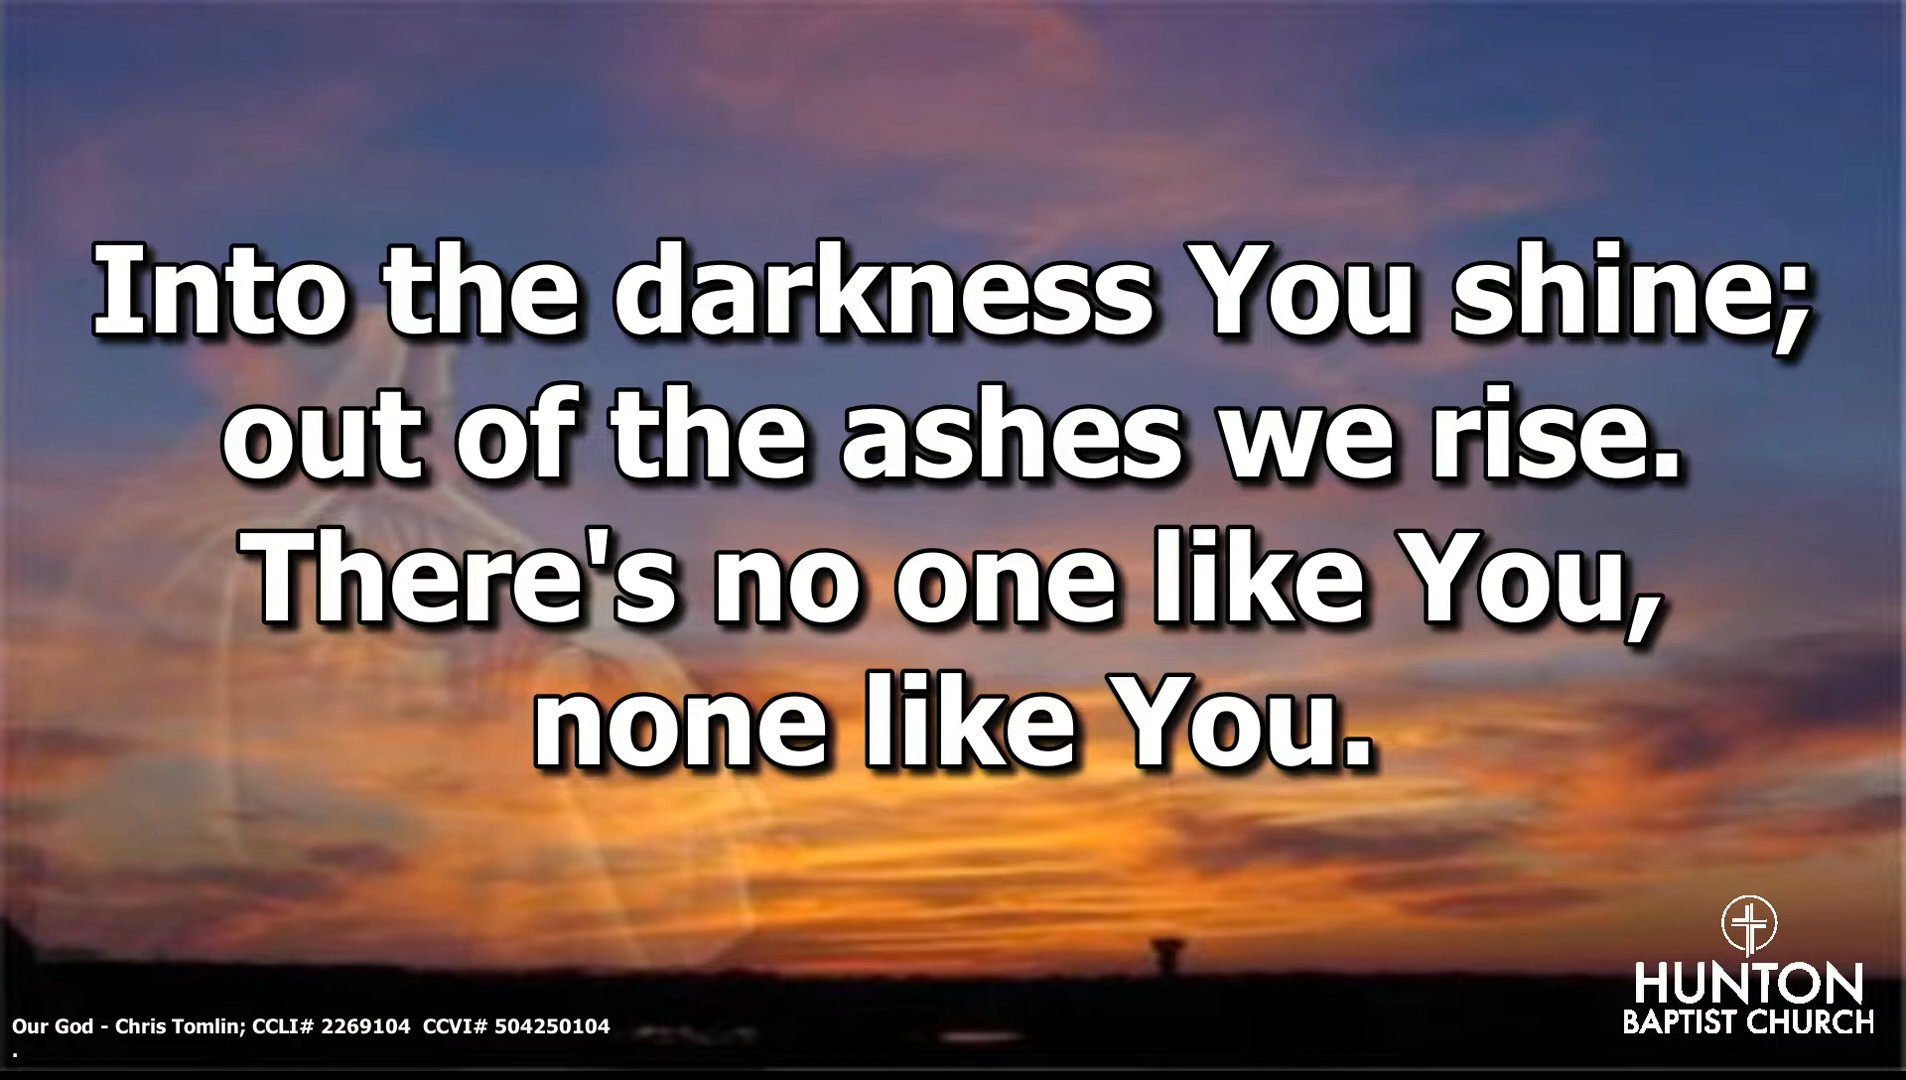 Into the darkness You shine;
out of the ashes we rise.
There's no one like You,
none like You.
Our God - Chris Tomlin; CCLI# 2269104  CCVI# 504250104
.
HUNTON
BAPTIST CHURCH